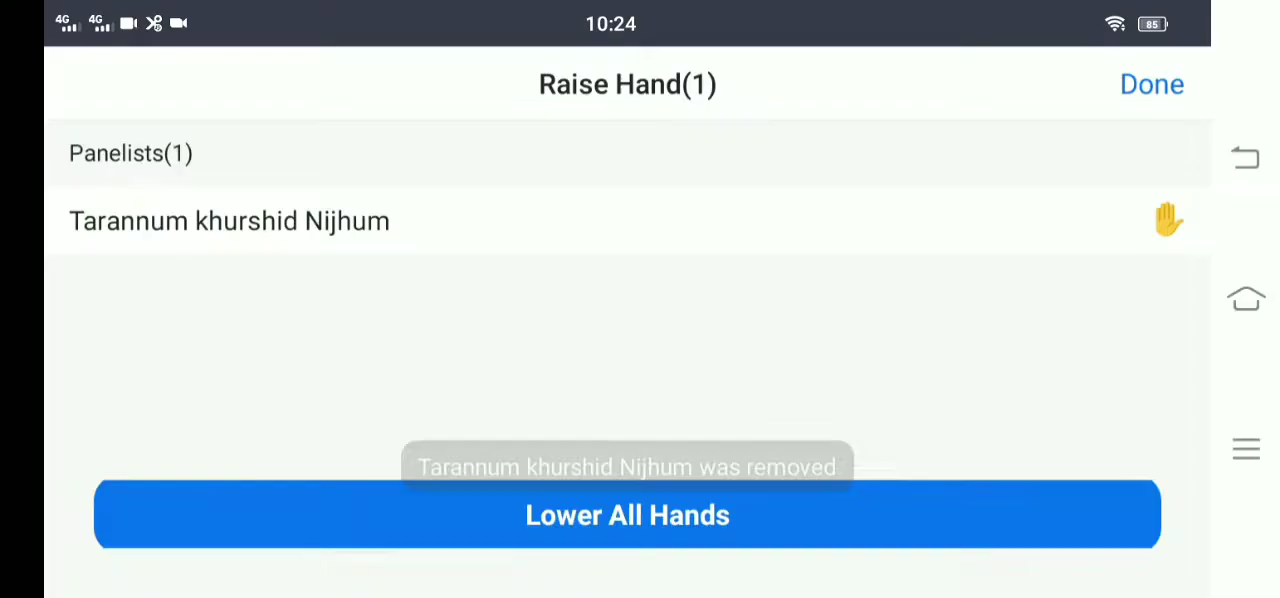 4G 4G 10:24 85
Raise Hand(1) Done
Panelists(1)
Tarannum khurshid Nijhum
Tarannum khurshid Nijhum was removed
Lower All Hands